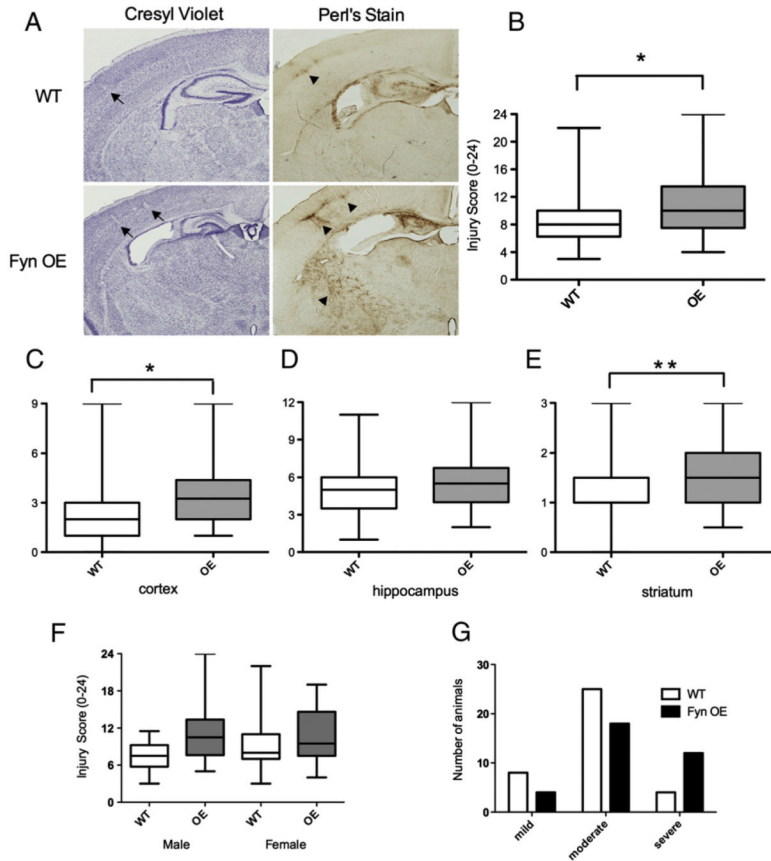 A
Cresyl Violet
Perl's Stain
WT
Fyn OE
B
*
Injury Score (0-24)
24
20
16
12
8
4
0
WT
OE
C
*
9
6
3
0
WT
OE
cortex
D
12
9
6
3
0
WT
OE
hippocampus
E
**
3
2
1
0
WT
OE
striatum
F
Injury Score (0-24)
24
18
12
6
0
WT
OE
WT
OE
Male
Female
G
Number of animals
30
20
10
0
WT
Fyn OE
mild
moderate
severe